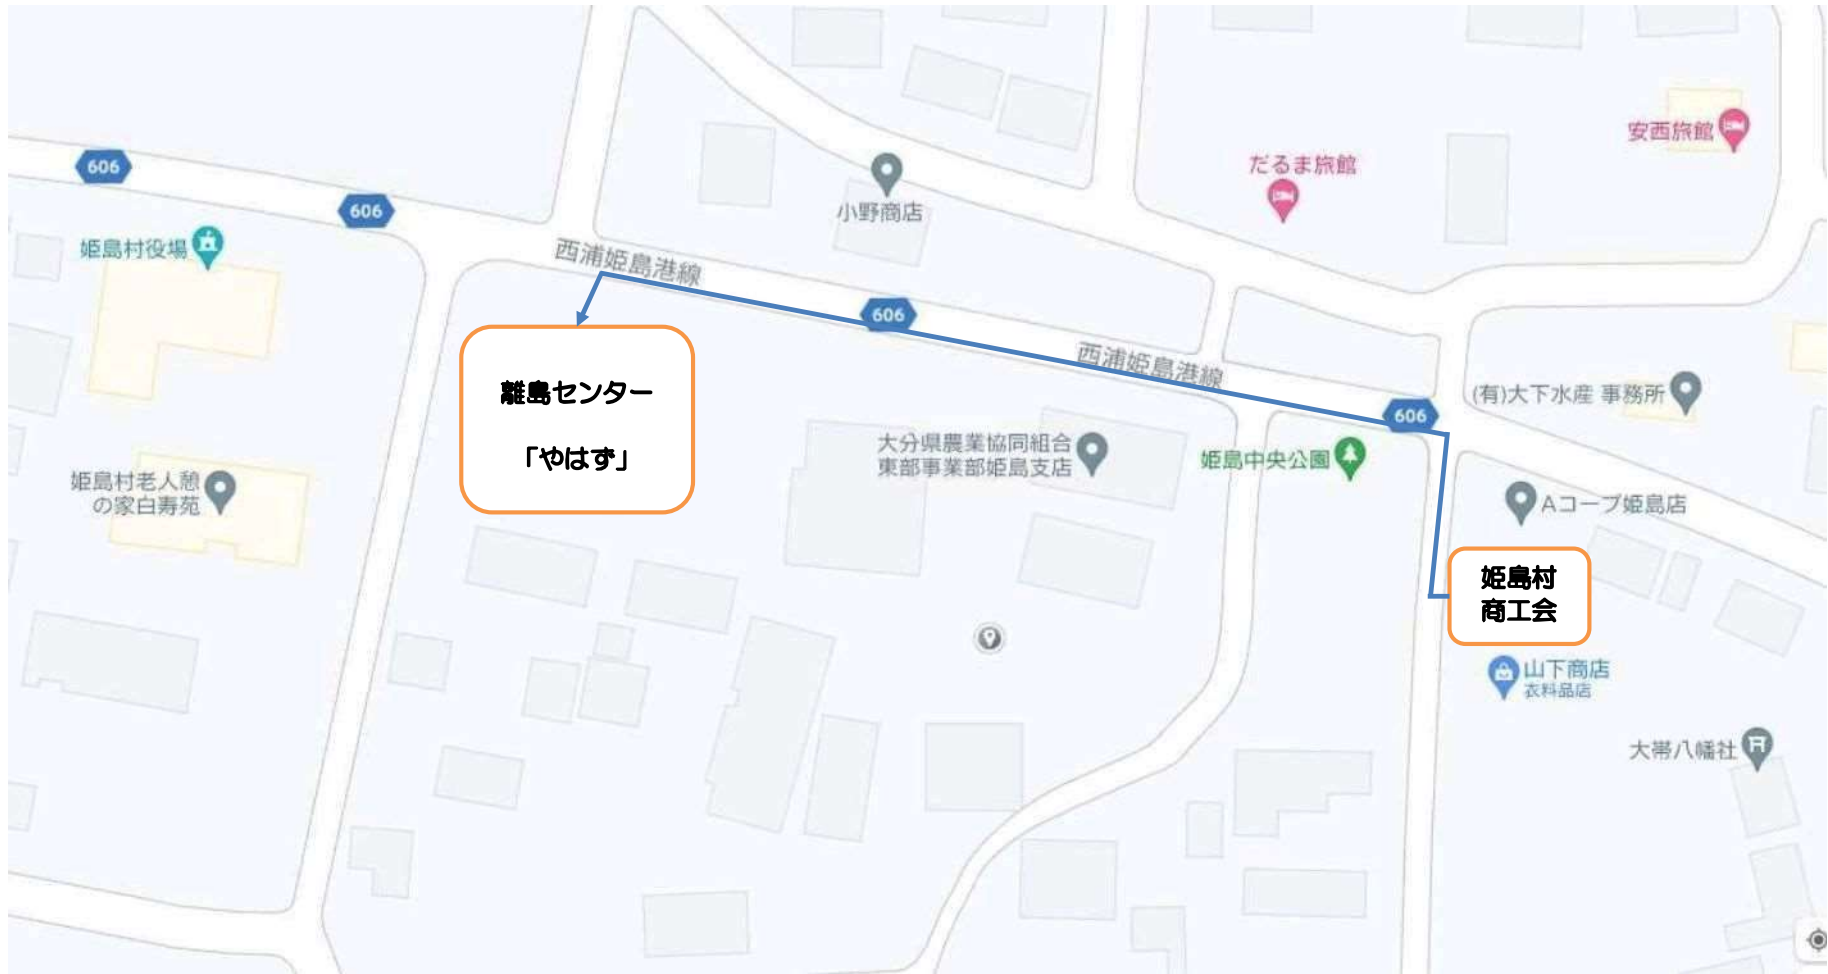 安西旅館
だるま旅館
606
606
小野商店
姫島村役場
西浦姫島港線
606
西浦姫島港線
離島センター
「やはず」
606
(有)大下水産 事務所
大分県農業協同組合
東部事業部姫島支店
姫島中央公園
姫島村老人憩
の家白寿苑
Aコープ姫島店
姫島村
商工会
山下商店
衣料品店
大帯八幡社